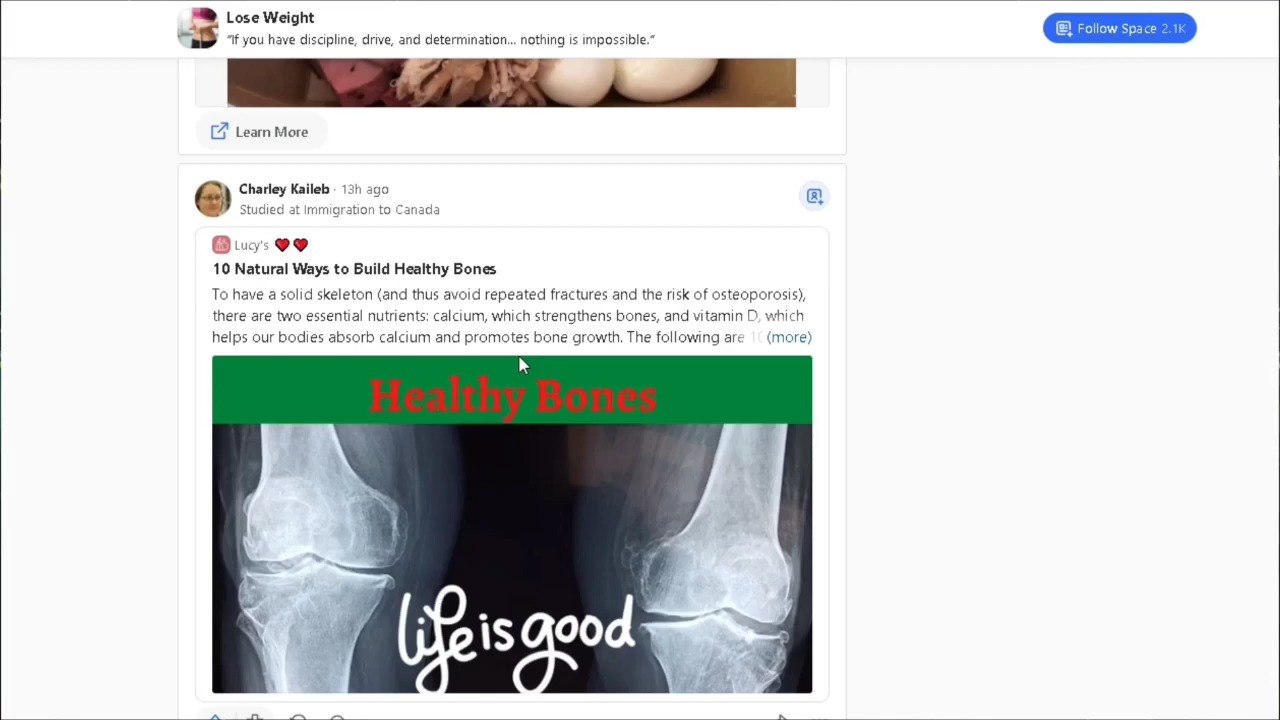 Lose Weight
“If you have discipline, drive, and determination... nothing is impossible.”
Follow Space 2.1K
Learn More
Charley Kaileb · 13h ago
Studied at Immigration to Canada
Lucy's ❤️❤️
10 Natural Ways to Build Healthy Bones
To have a solid skeleton (and thus avoid repeated fractures and the risk of osteoporosis),
there are two essential nutrients: calcium, which strengthens bones, and vitamin D, which
helps our bodies absorb calcium and promotes bone growth. The following are 10 (more)
Healthy Bones
life is good